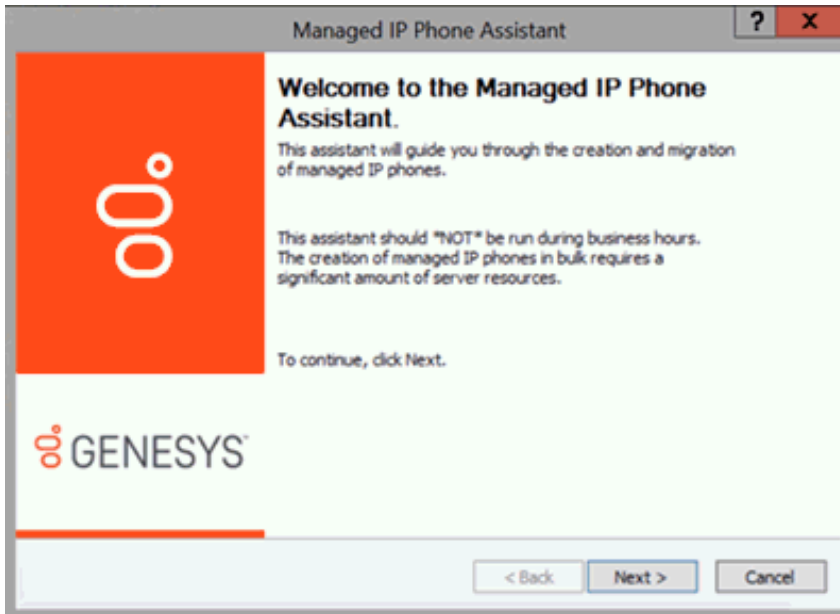 Managed IP Phone Assistant
? X
Welcome to the Managed IP Phone
Assistant.
This assistant will guide you through the creation and migration
of managed IP phones.
This assistant should *NOT* be run during business hours.
The creation of managed IP phones in bulk requires a
significant amount of server resources.
To continue, click Next.
GENESYS
< Back Next > Cancel